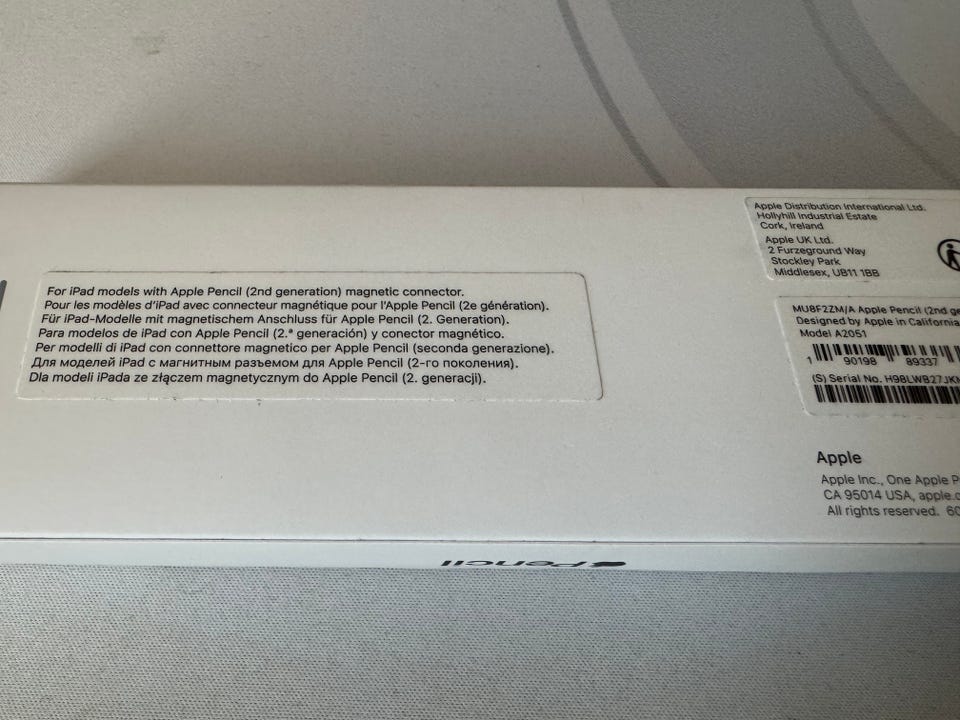 For iPad models with Apple Pencil (2nd generation) magnetic connector.
Pour les modèles d'iPad avec connecteur magnétique pour l'Apple Pencil (2e génération).
Für iPad-Modelle mit magnetischem Anschluss für Apple Pencil (2. Generation).
Para modelos de iPad con Apple Pencil (2.ª generación) y conector magnético.
Per modelli di iPad con connettore magnetico per Apple Pencil (seconda generazione).
Для моделей iPad с магнитным разъемом для Apple Pencil (2-го поколения).
Dla modeli iPada ze złączem magnetycznym do Apple Pencil (2. generacji).
Apple Distribution International Ltd.
Hollyhill Industrial Estate
Cork, Ireland
Apple UK Ltd.
2 Furzeground Way
Stockley Park
Middlesex, UB11 1BB
MU8F2ZM/A Apple Pencil (2nd ge
Designed by Apple in California
Model A2051
1 90198 89337
(S) Serial No. H98LWB27JKM
Apple
Apple Inc., One Apple P
CA 95014 USA, apple.c
All rights reserved. 60
Pencil